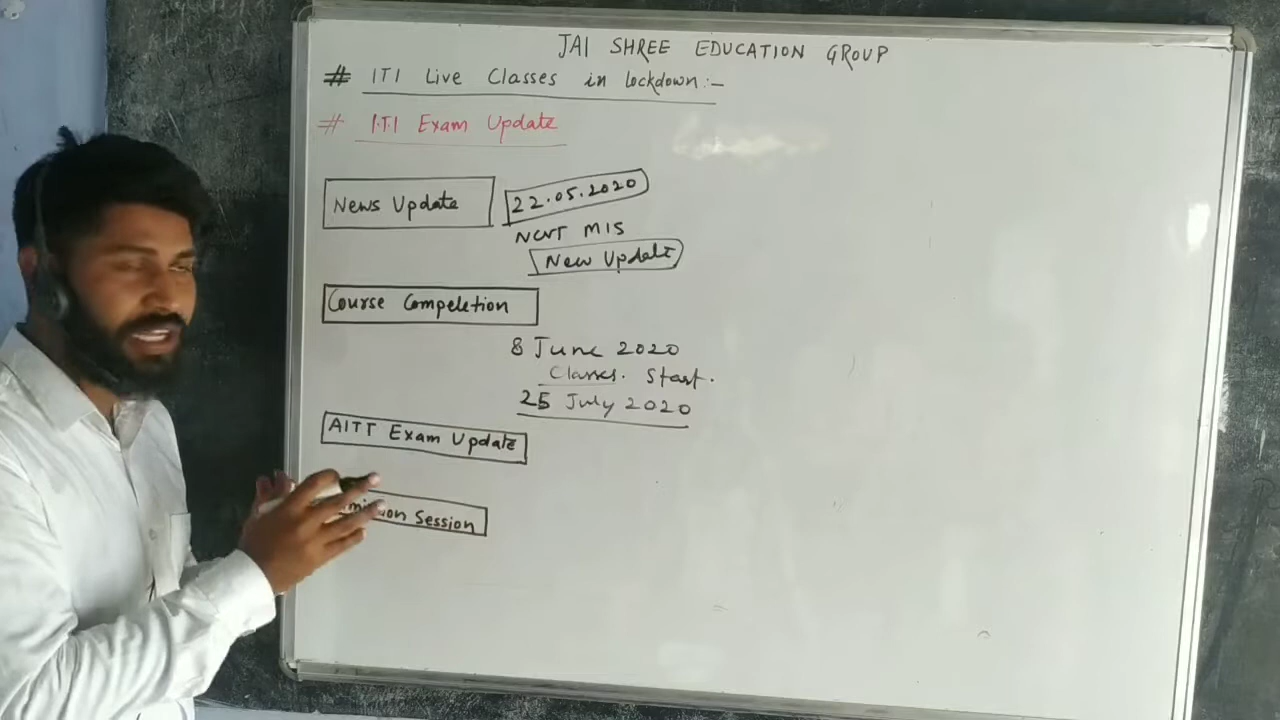 JAI SHREE EDUCATION GROUP
# ITI Live Classes in lockdown:-
# I.T.I Exam Update
News Update 22.05.2020
NCVT MIS
New Update
Course Compeletion
8 June 2020
Classes. Start.
25 July 2020
AITT Exam Update
Session